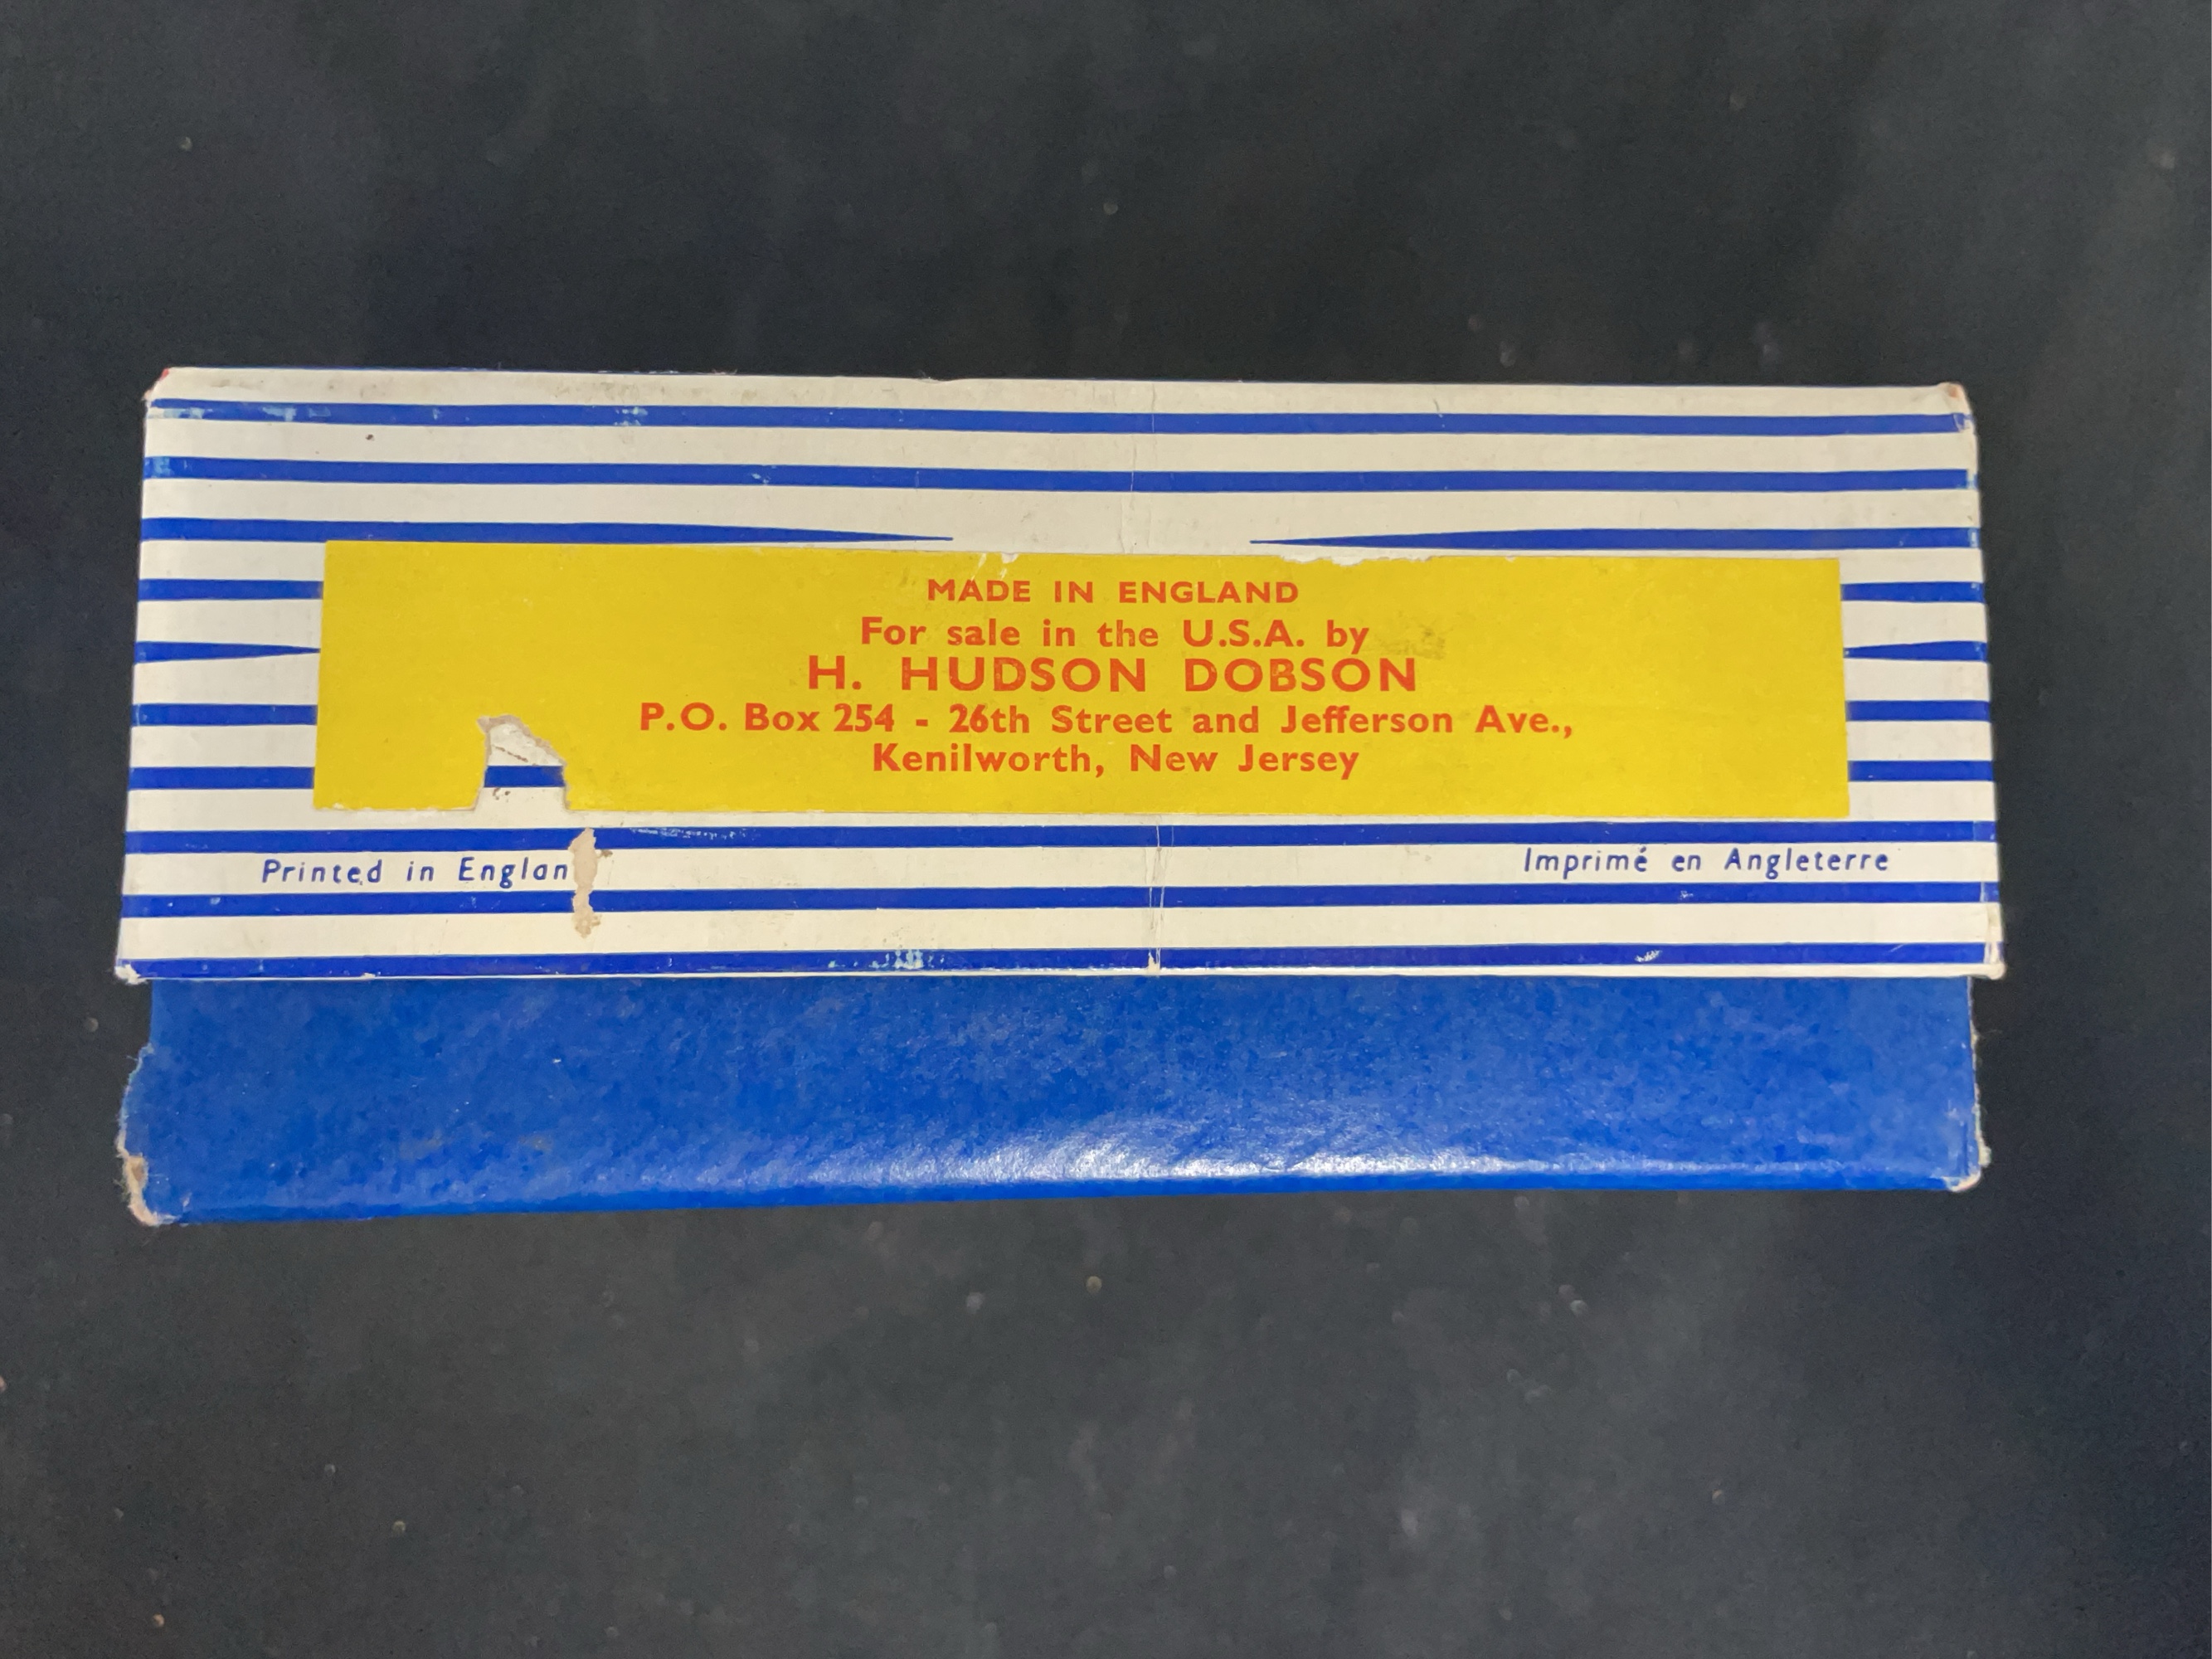 MADE IN ENGLAND
For sale in the U.S.A. by
H. HUDSON DOBSON
P.O. Box 254 - 26th Street and Jefferson Ave.,
Kenilworth, New Jersey
Printed in Englan
Imprimé en Angleterre